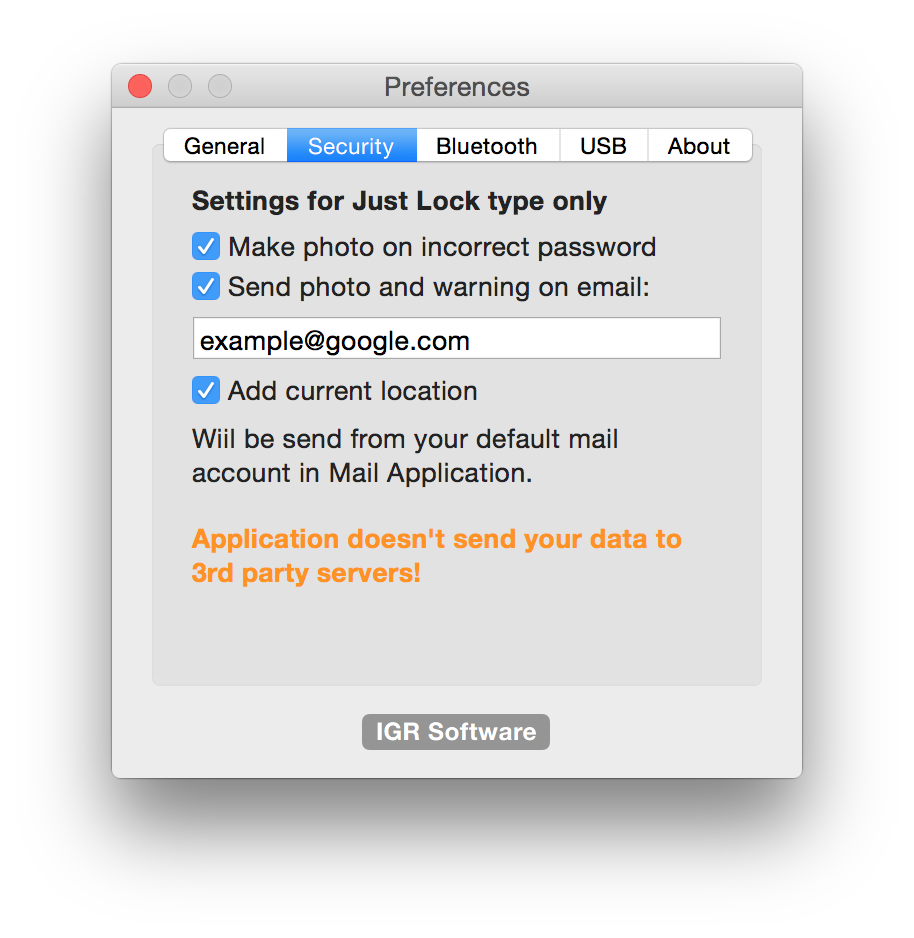 Preferences
General Security Bluetooth USB About
Settings for Just Lock type only
Make photo on incorrect password
Send photo and warning on email:
example@google.com
Add current location
Wiil be send from your default mail
account in Mail Application.
Application doesn't send your data to
3rd party servers!
IGR Software